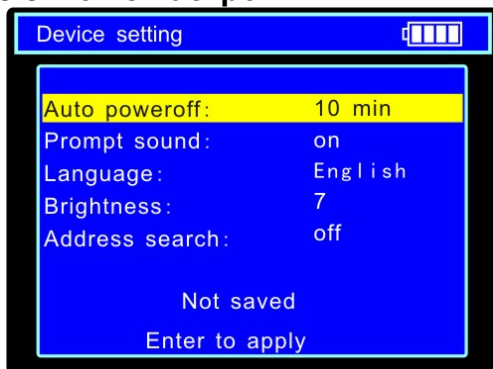 Device setting
Auto poweroff: 10 min
Prompt sound: on
Language: English
Brightness: 7
Address search: off
Not saved
Enter to apply